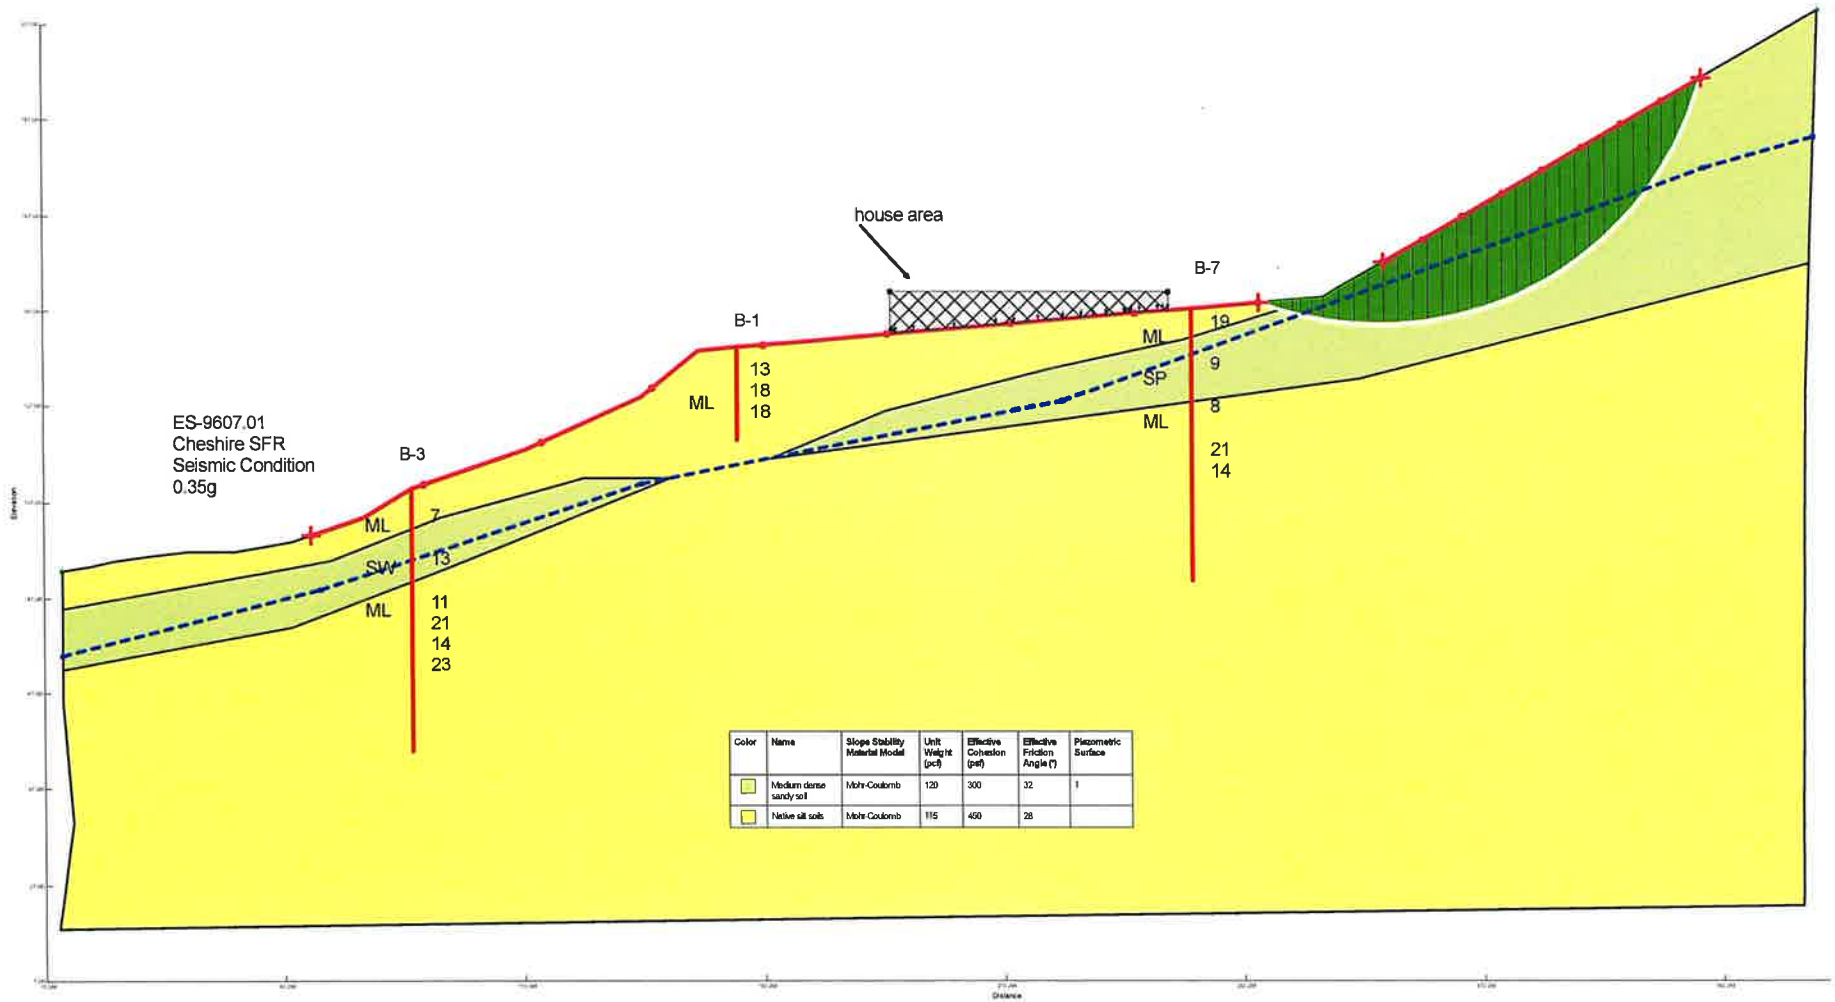 house area
B-7
B-1
19
ML
13
9
18
SP
ML
18
8
ES-9607.01
Cheshire SFR
Seismic Condition
0.35g
ML
B-3
21
14
7
ML
13
SW
11
ML
21
14
23
Color Name Slope Stability Material Model Unit Weight (pcf) Effective Cohesion (psf) Effective Friction Angle (°) Piezometric Surface
Medium dense sandy soil Mohr-Coulomb 120 300 32 1
Native silt soils Mohr-Coulomb 115 450 28
Elevation
Distance